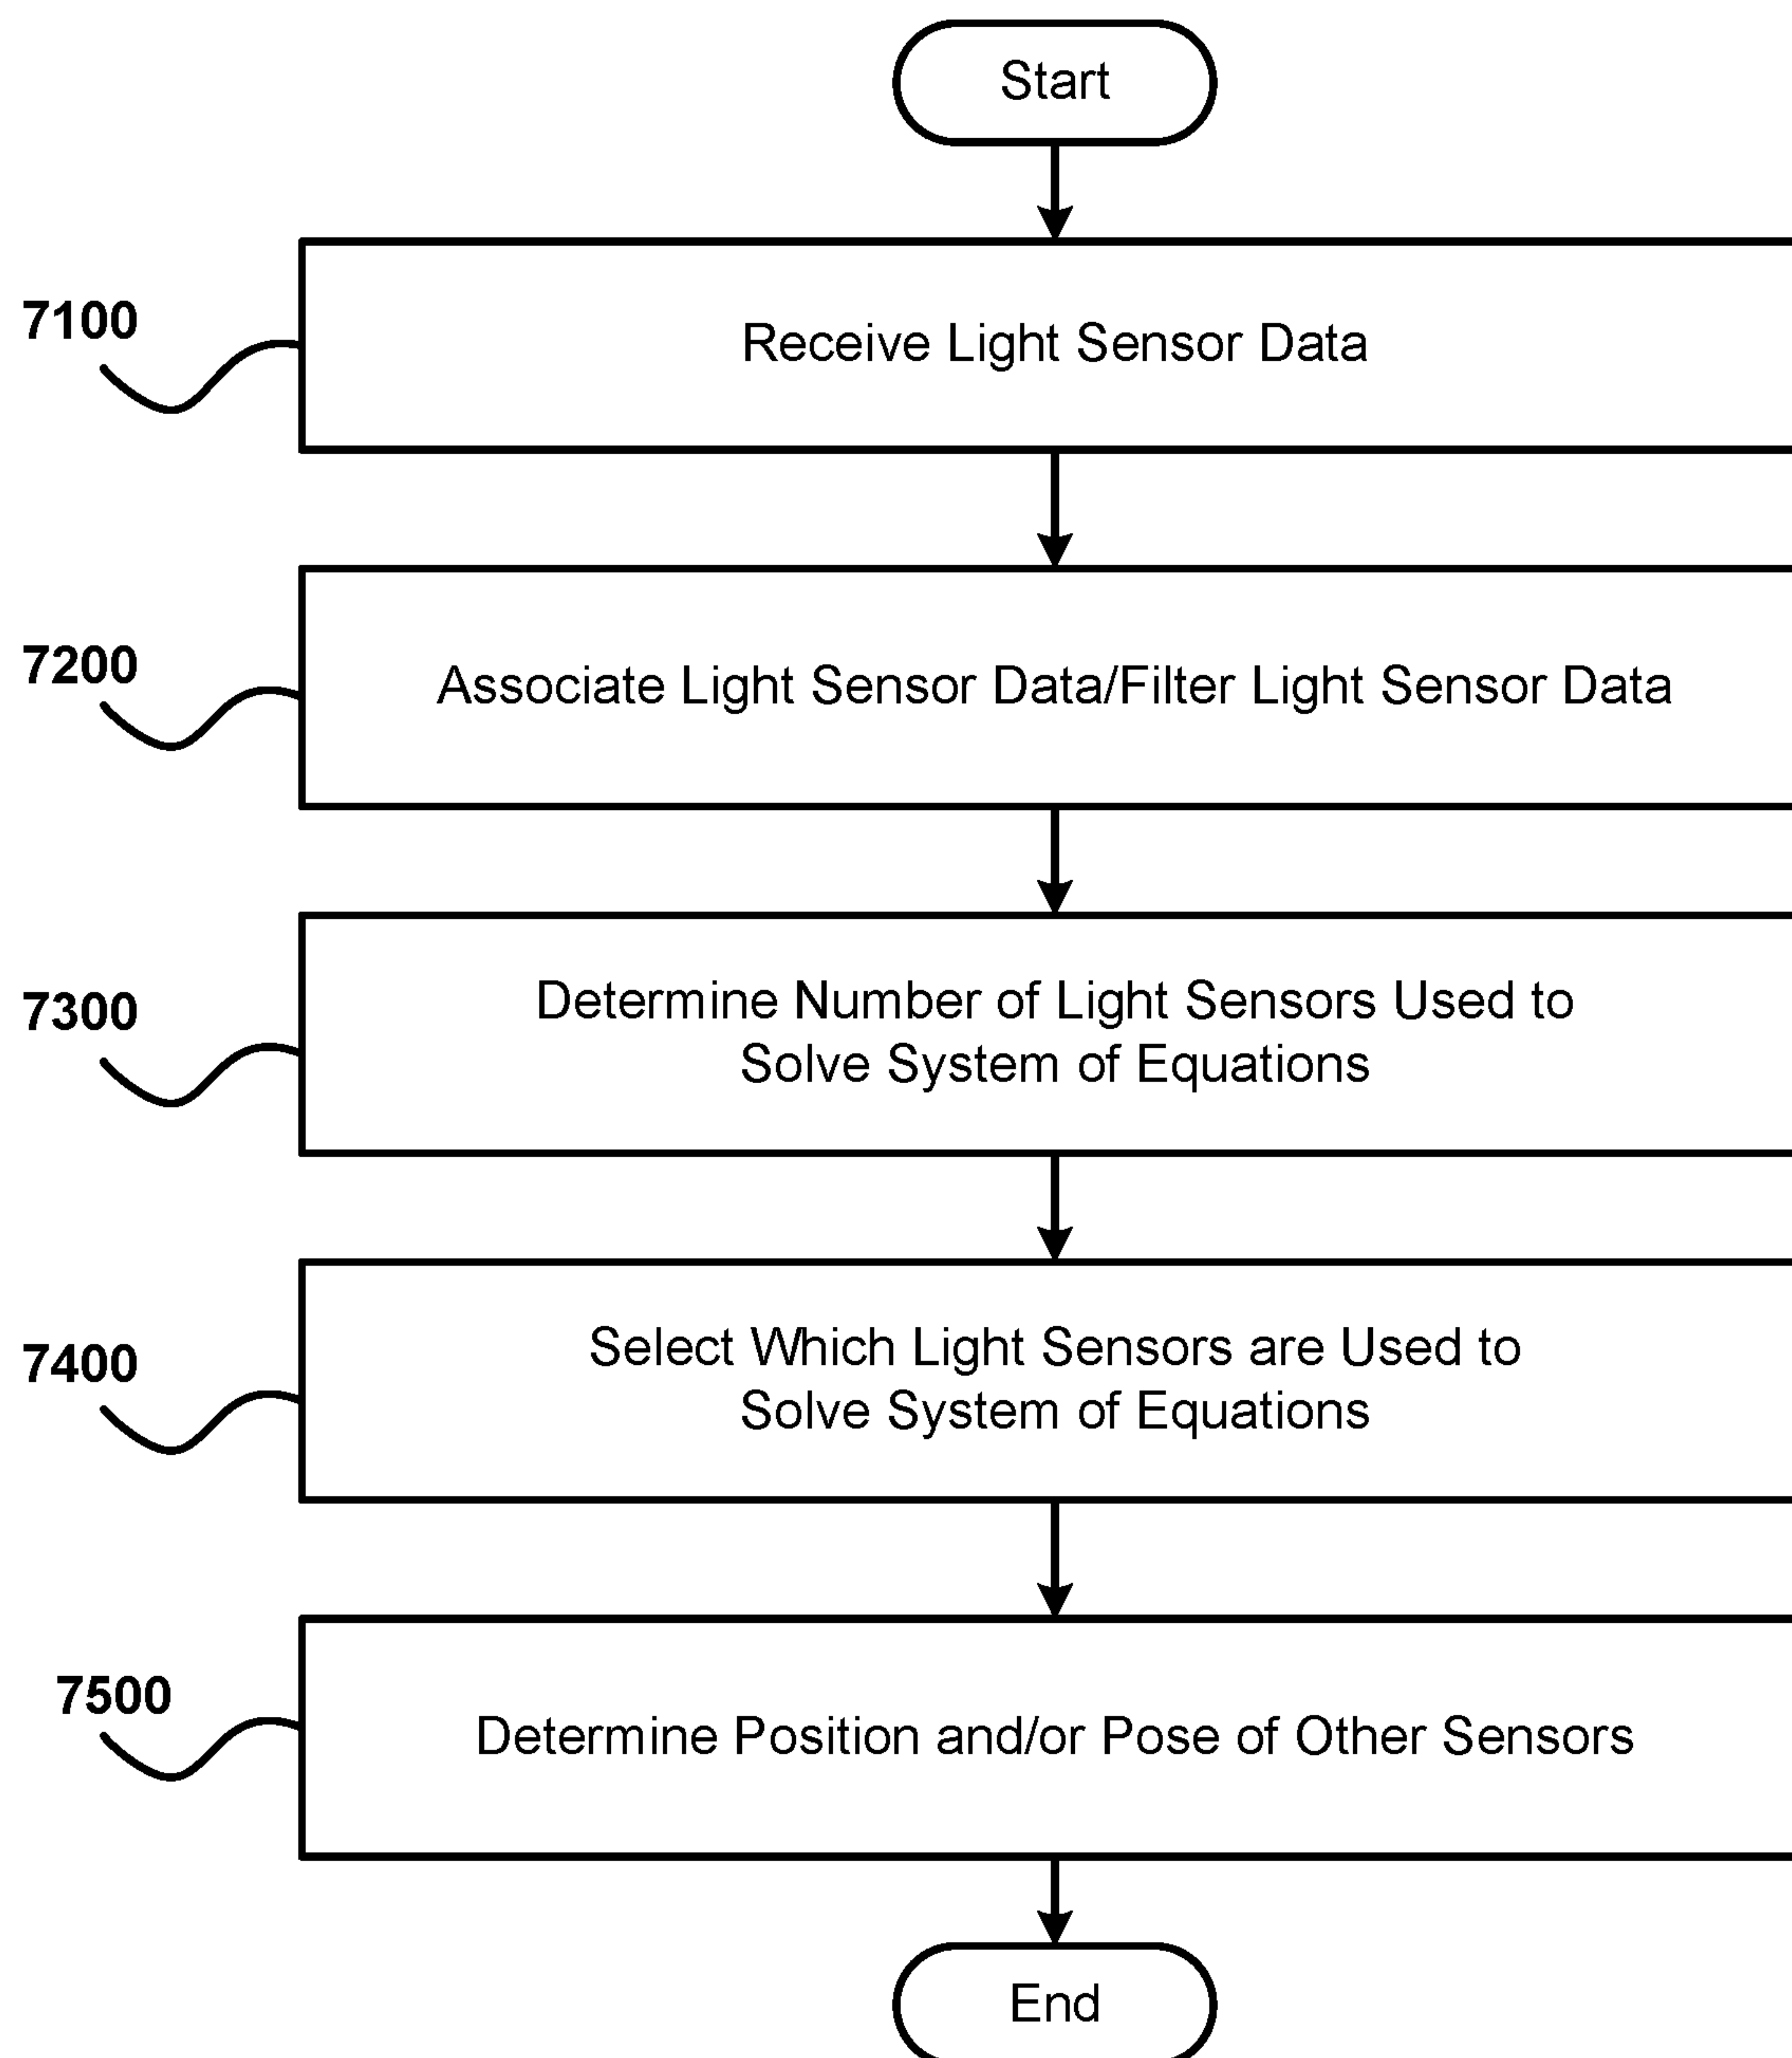 Start
7100
Receive Light Sensor Data
7200
Associate Light Sensor Data/Filter Light Sensor Data
7300
Determine Number of Light Sensors Used to
Solve System of Equations
7400
Select Which Light Sensors are Used to
Solve System of Equations
7500
Determine Position and/or Pose of Other Sensors
End